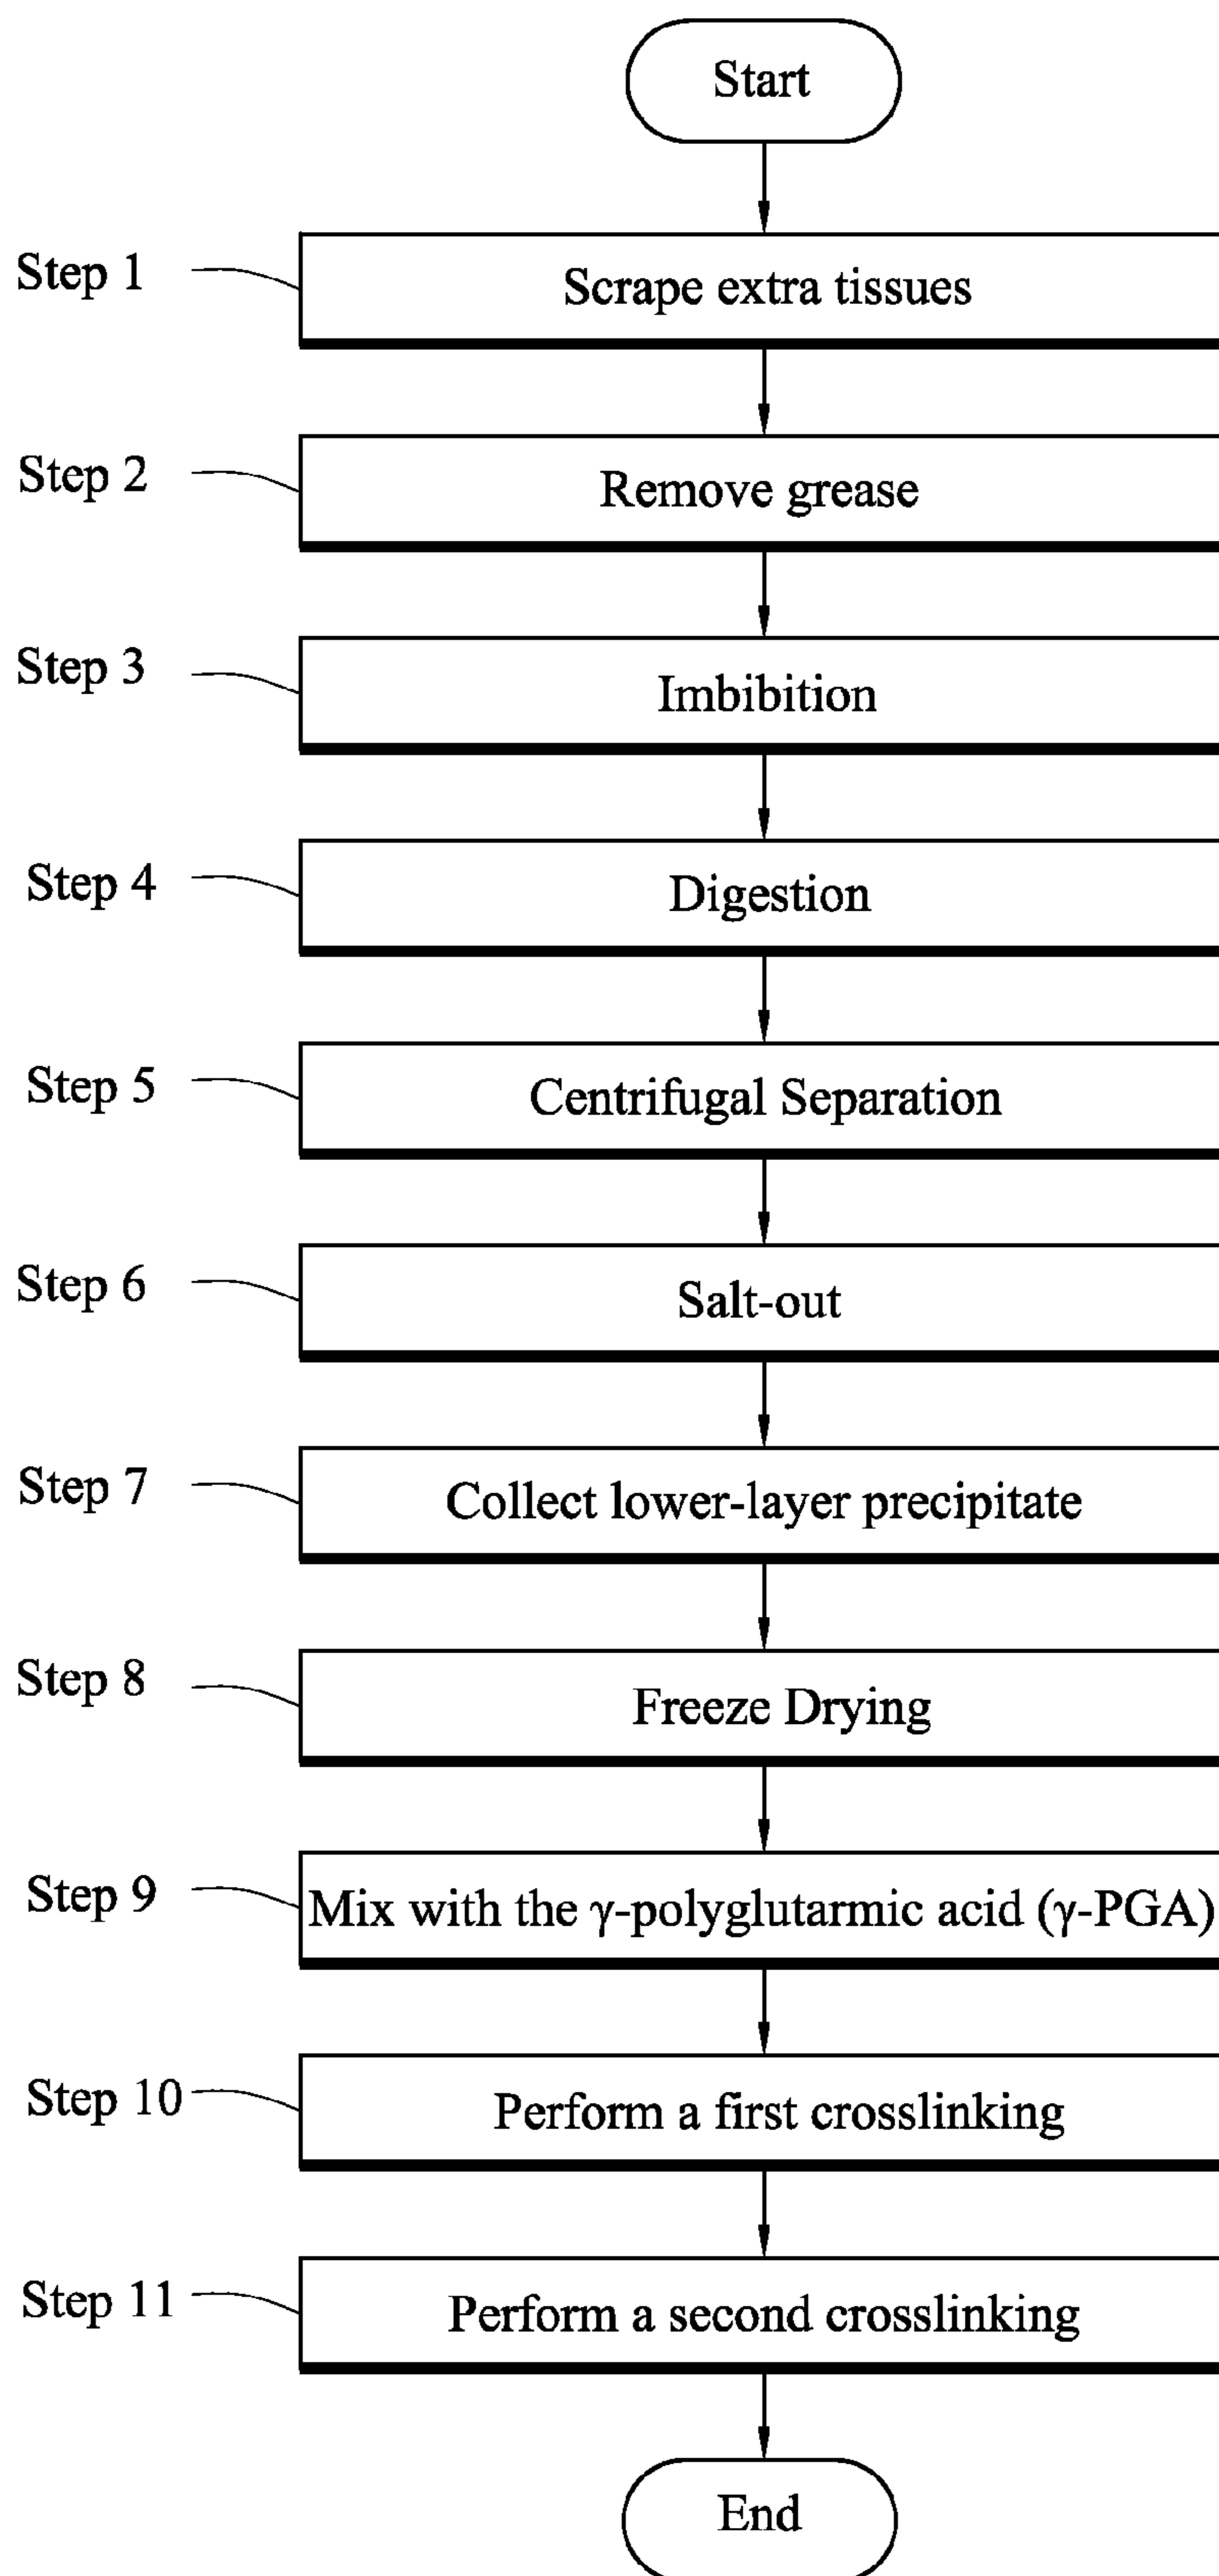 Start
Step 1
Scrape extra tissues
Step 2
Remove grease
Step 3
Imbibition
Step 4
Digestion
Step 5
Centrifugal Separation
Step 6
Salt-out
Step 7
Collect lower-layer precipitate
Step 8
Freeze Drying
Step 9
Mix with the γ-polyglutarmic acid (γ-PGA)
Step 10
Perform a first crosslinking
Step 11
Perform a second crosslinking
End